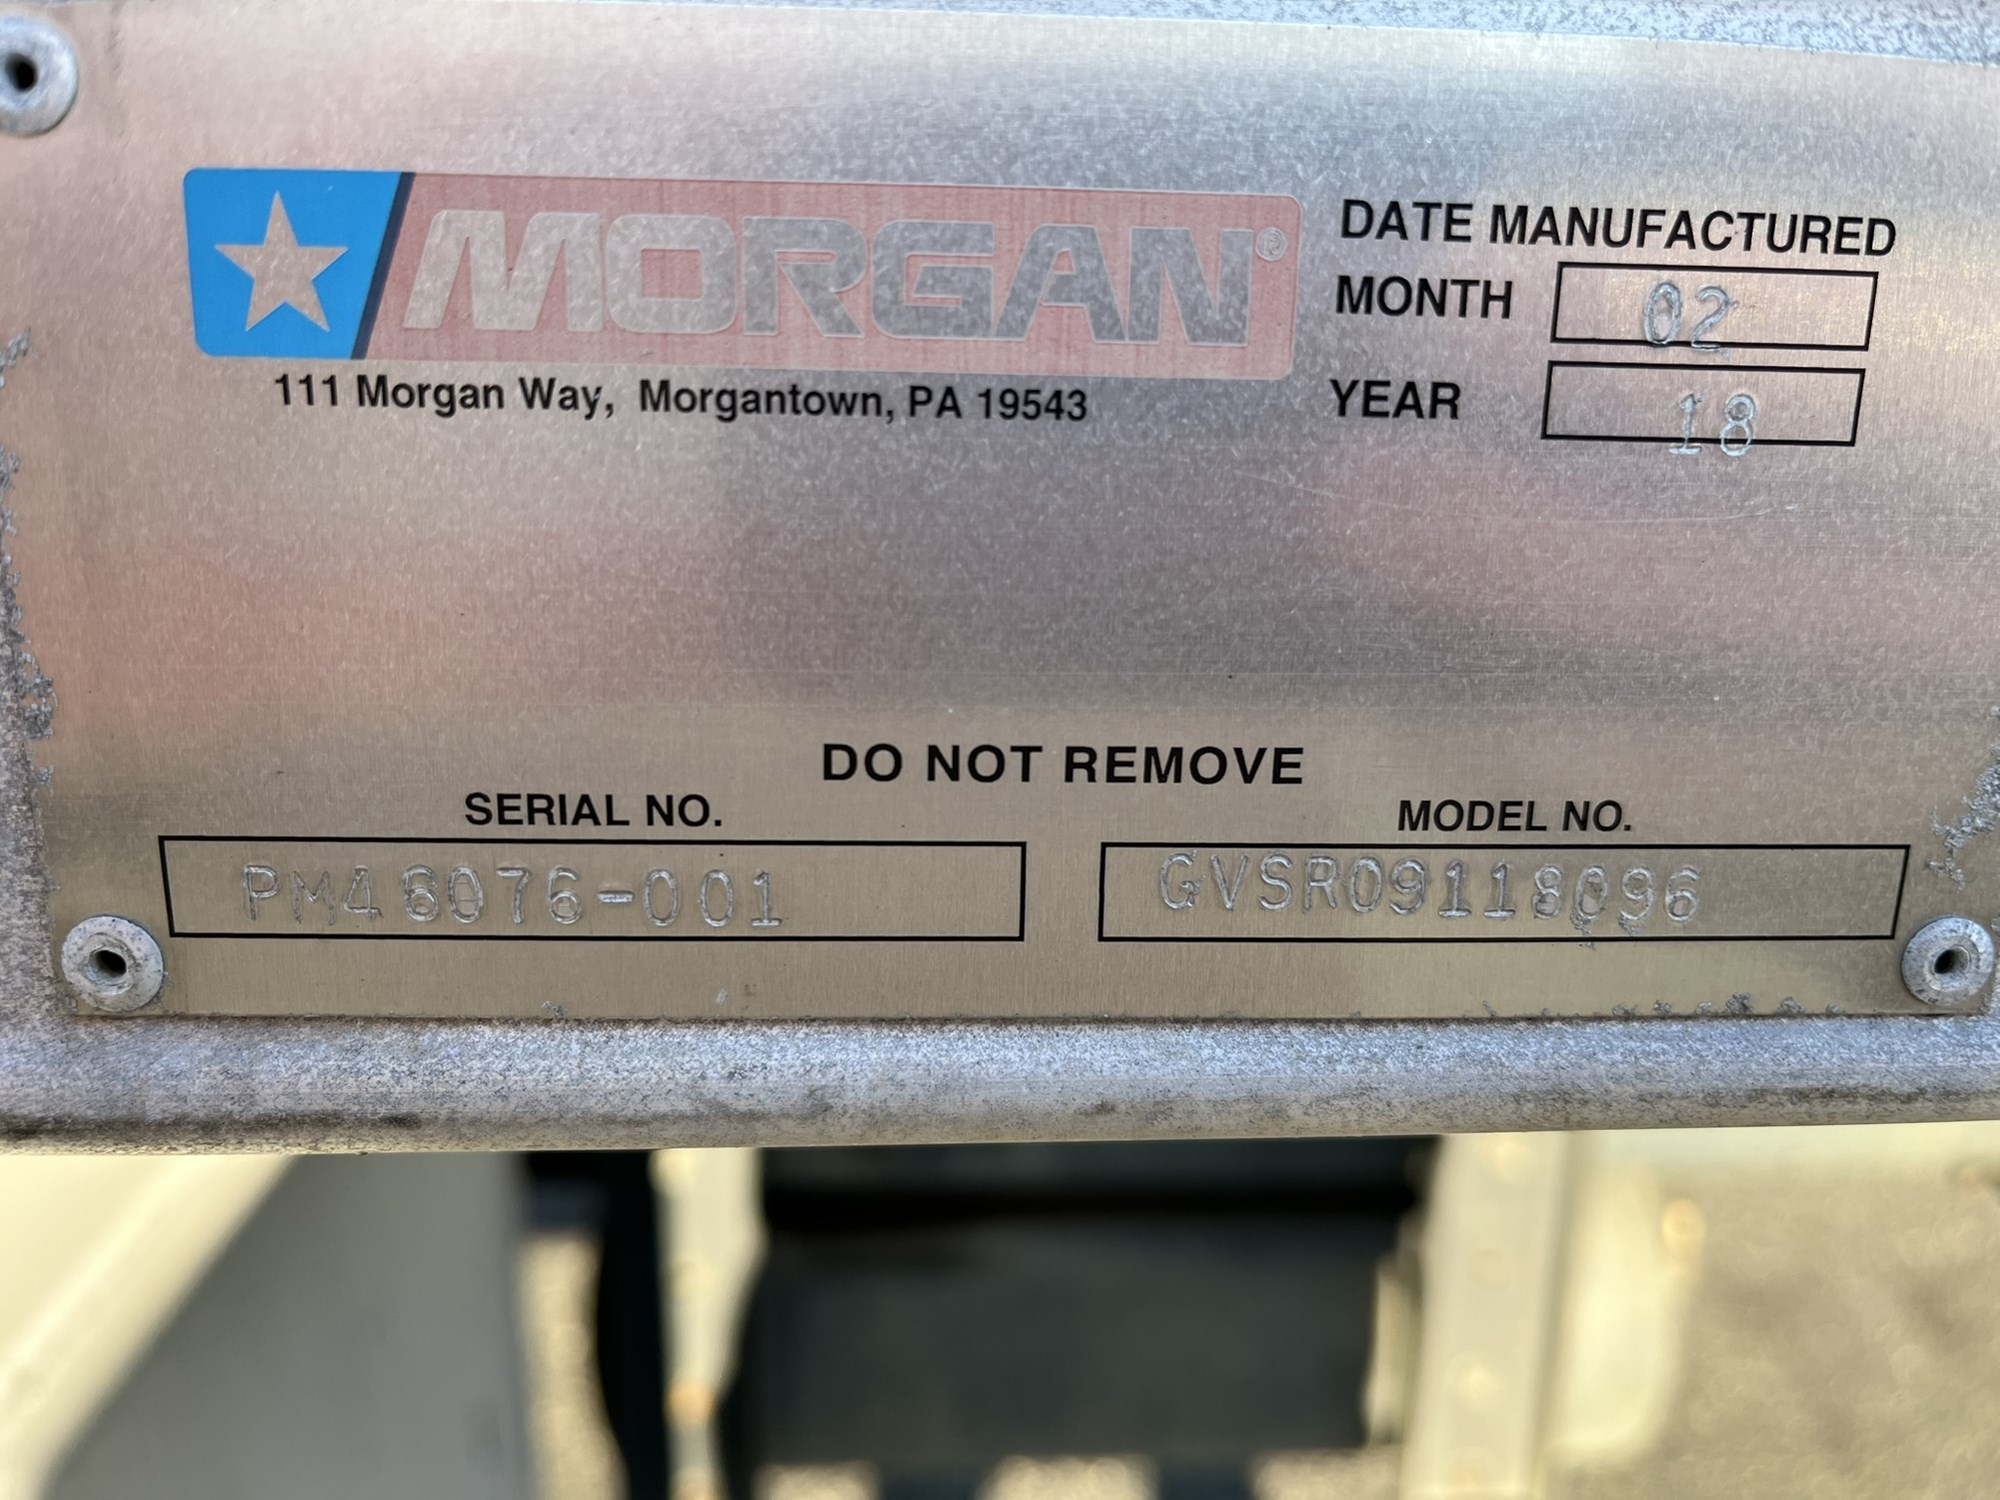 MORGAN®
111 Morgan Way, Morgantown, PA 19543
DATE MANUFACTURED
MONTH 02
YEAR 18
DO NOT REMOVE
SERIAL NO.
PM46076-001
MODEL NO.
GVSR09118096